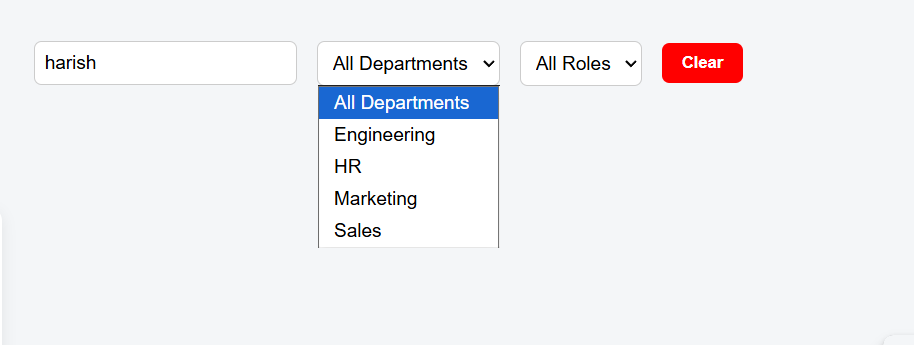 harish All Departments All Roles Clear
All Departments
Engineering
HR
Marketing
Sales